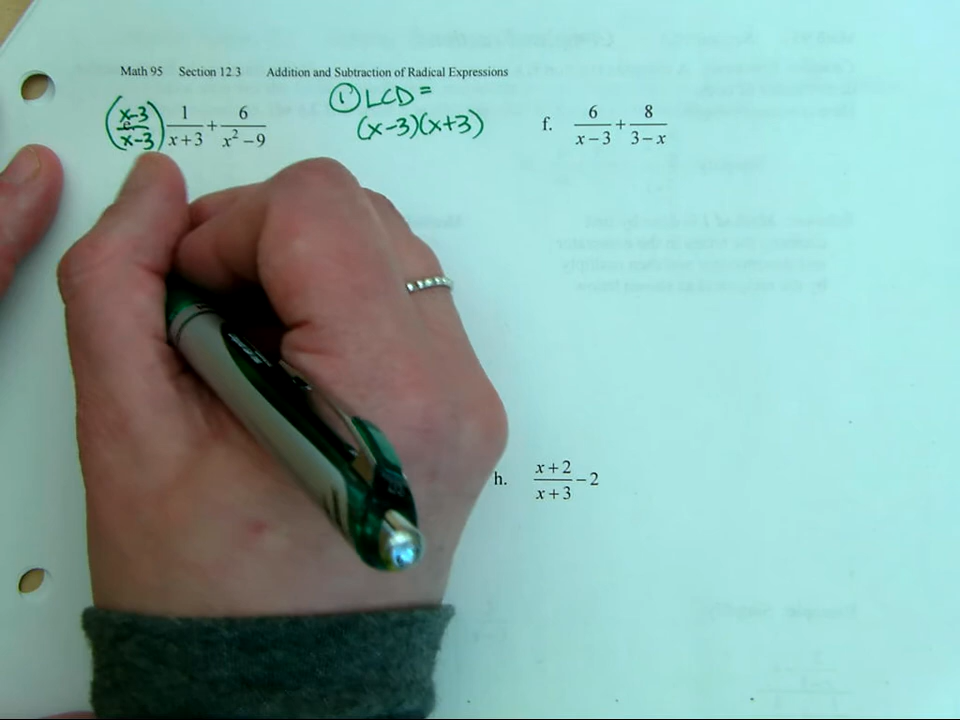 Math 95 Section 12.3 Addition and Subtraction of Radical Expressions
① LCD =
(x-3)(x+3)
(x-3)/(x-3) 1/(x+3) + 6/(x² - 9)
f. 6/(x-3) + 8/(3-x)
h. (x+2)/(x+3) - 2